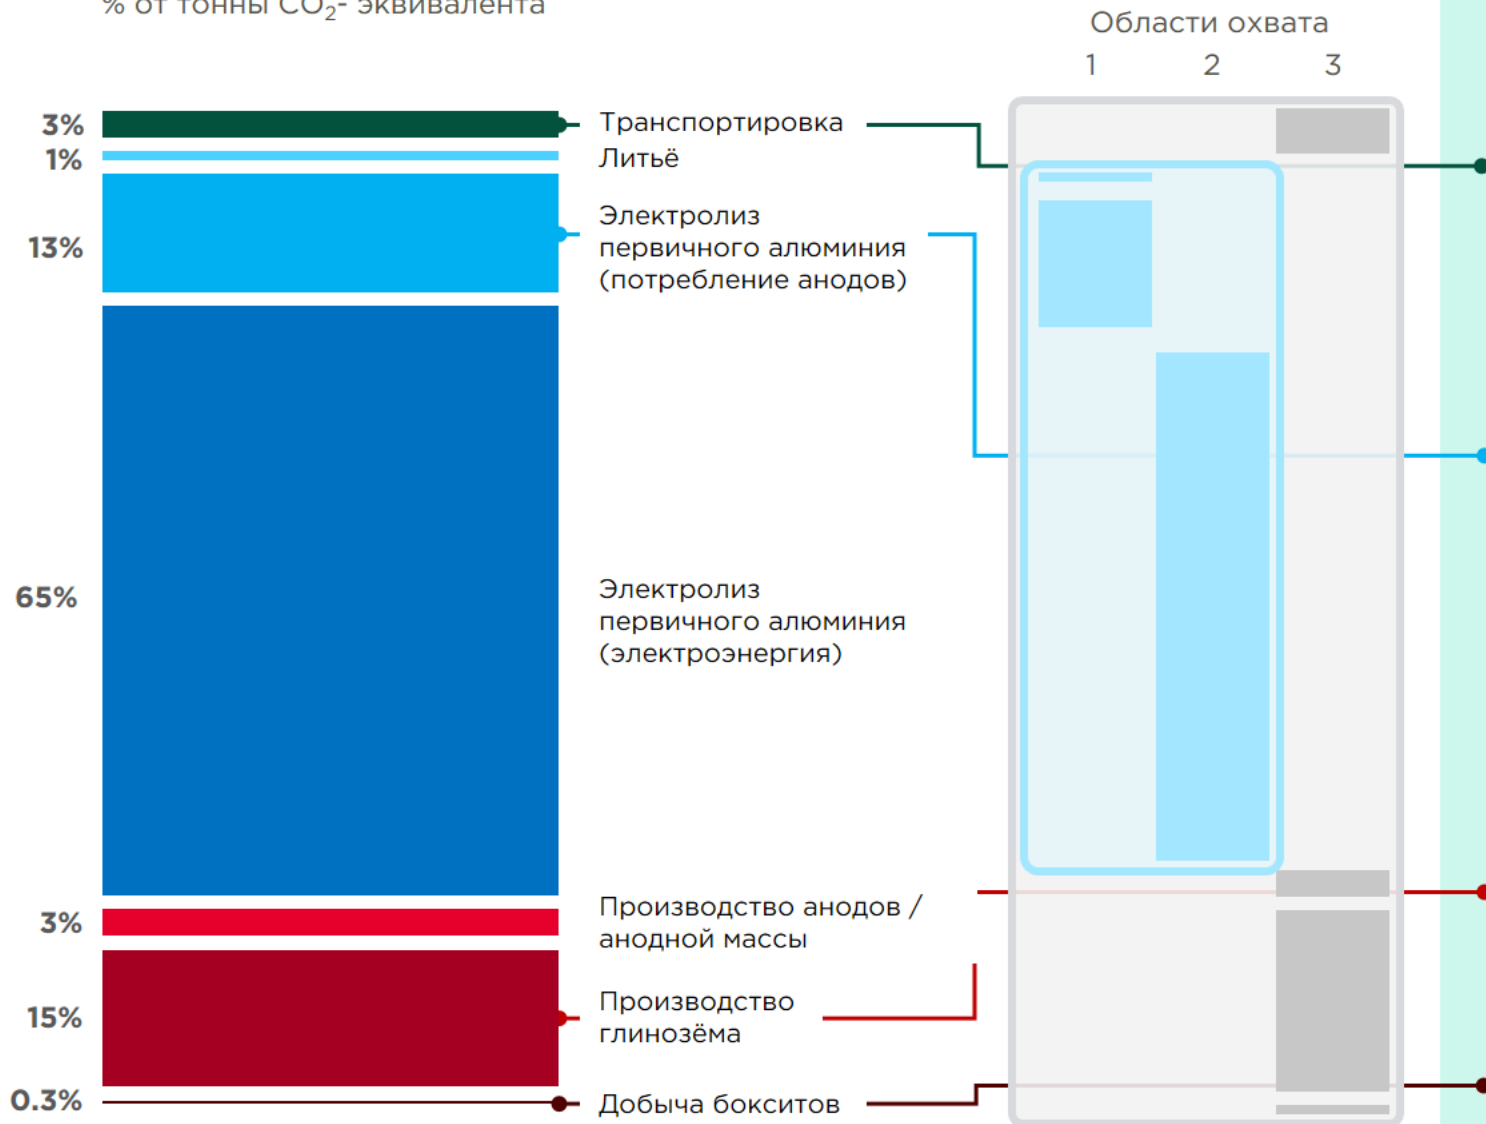 % от тонны CO₂- эквивалента
Области охвата
1 2 3
3% Транспортировка
1% Литьё
13% Электролиз
первичного алюминия
(потребление анодов)
65% Электролиз
первичного алюминия
(электроэнергия)
3% Производство анодов /
анодной массы
15% Производство
глинозёма
0.3% Добыча бокситов